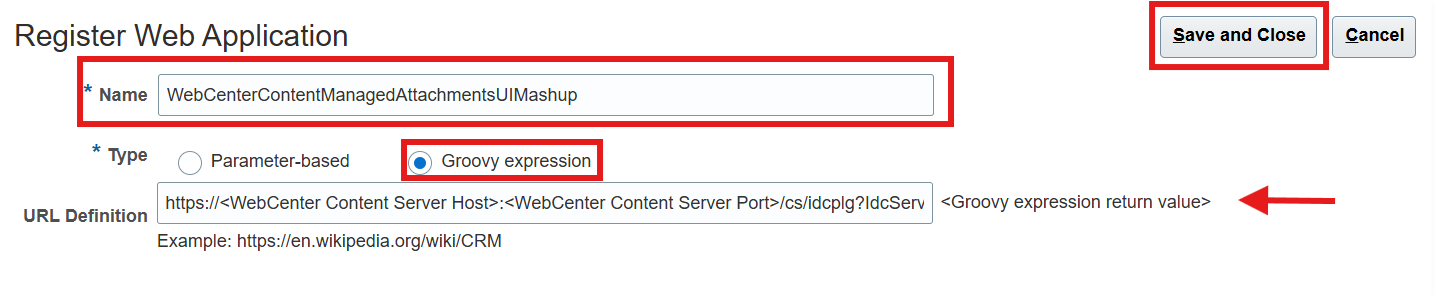 Register Web Application
Save and Close
Cancel
* Name WebCenterContentManagedAttachmentsUIMashup
* Type Parameter-based Groovy expression
URL Definition https://<WebCenter Content Server Host>:<WebCenter Content Server Port>/cs/idcplg?IdcServ <Groovy expression return value>
Example: https://en.wikipedia.org/wiki/CRM